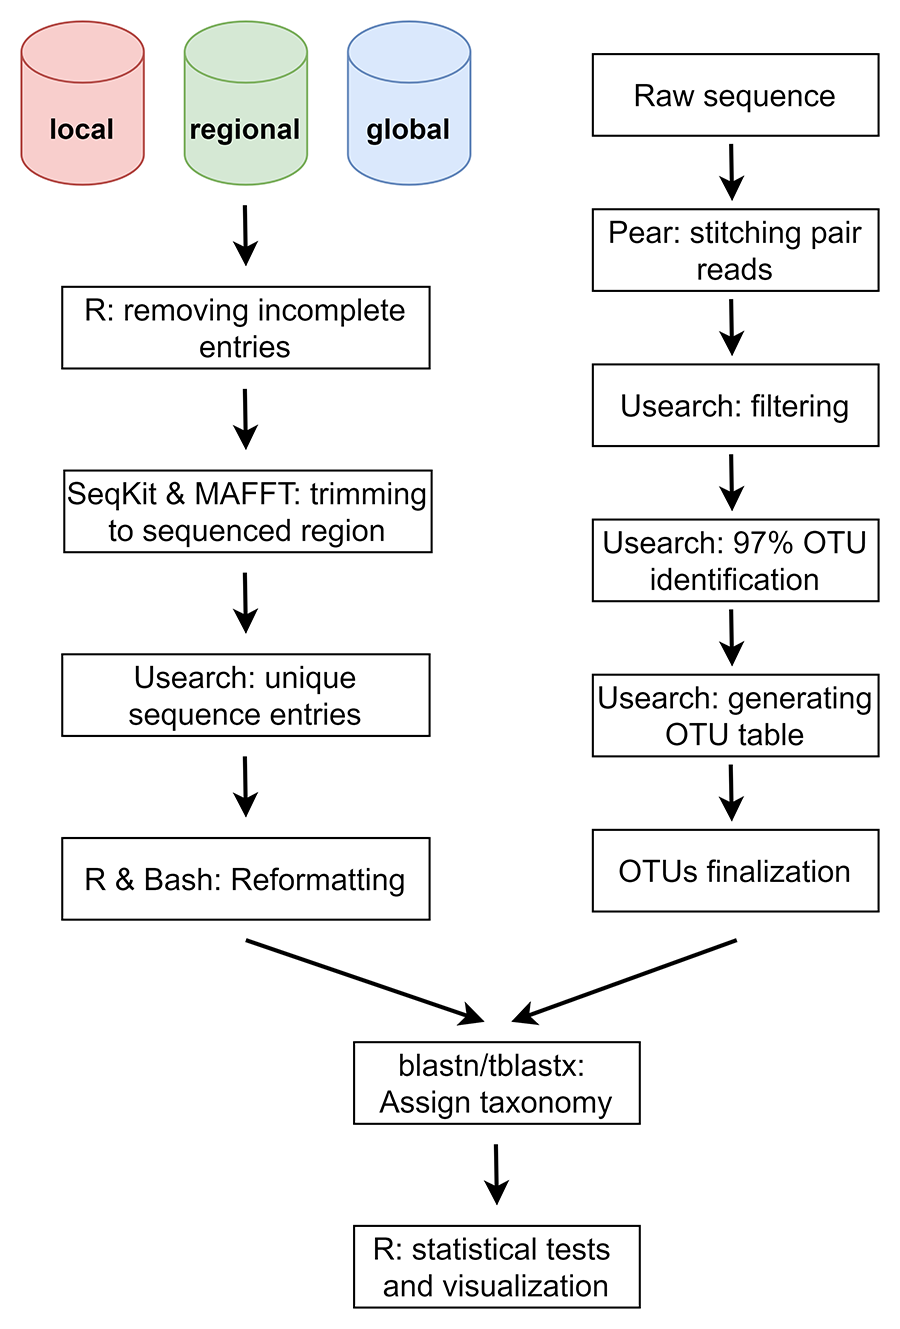 local
regional
global
R: removing incomplete
entries
SeqKit & MAFFT: trimming
to sequenced region
Usearch: unique
sequence entries
R & Bash: Reformatting
Raw sequence
Pear: stitching pair
reads
Usearch: filtering
Usearch: 97% OTU
identification
Usearch: generating
OTU table
OTUs finalization
blastn/tblastx:
Assign taxonomy
R: statistical tests
and visualization